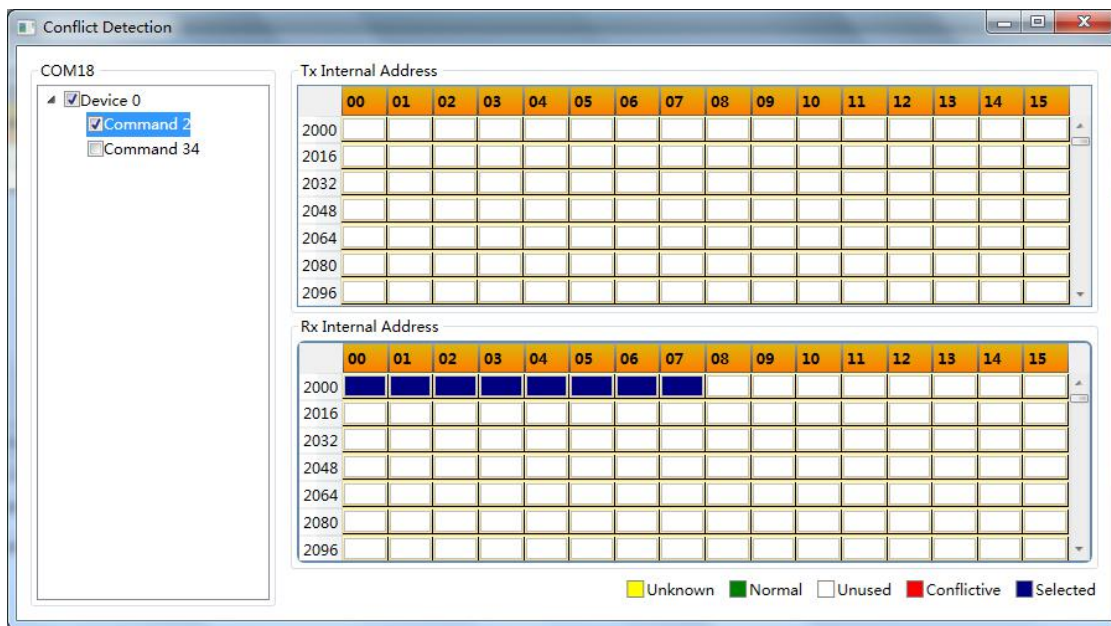 Conflict Detection
COM18
Device 0
Command 2
Command 34
Tx Internal Address
00 01 02 03 04 05 06 07 08 09 10 11 12 13 14 15
2000
2016
2032
2048
2064
2080
2096
Rx Internal Address
00 01 02 03 04 05 06 07 08 09 10 11 12 13 14 15
2000
2016
2032
2048
2064
2080
2096
Unknown Normal Unused Conflictive Selected